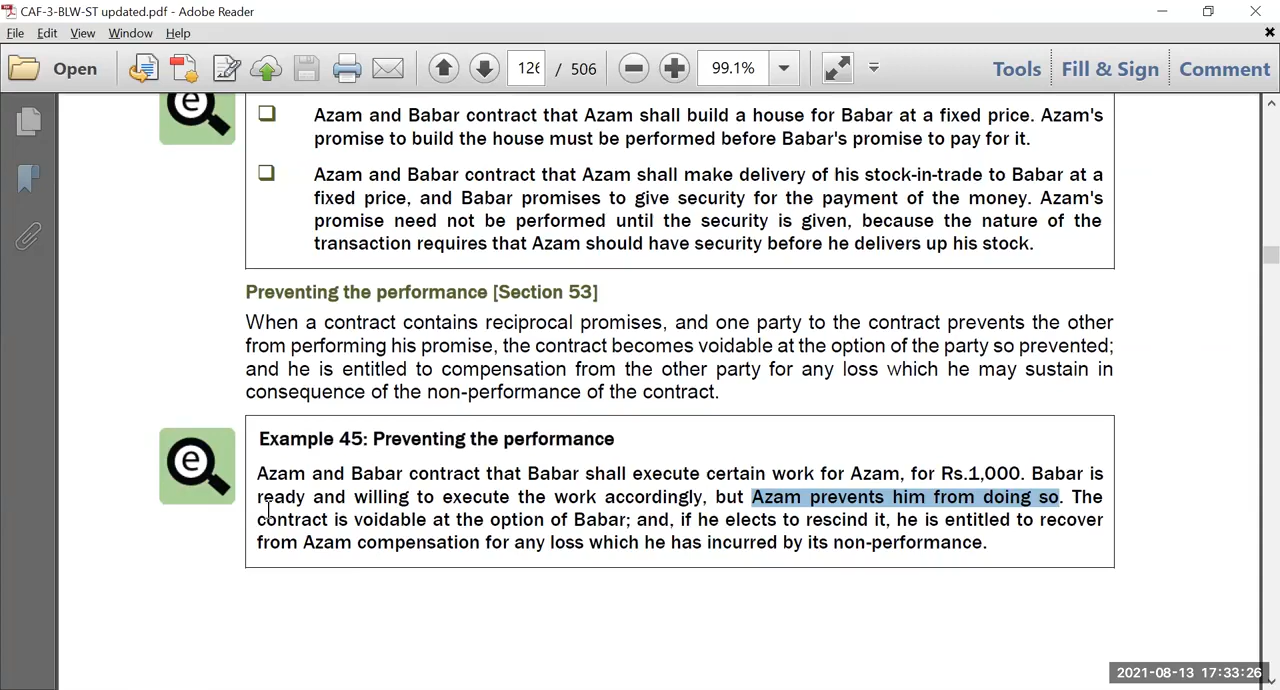 CAF-3-BLW-ST updated.pdf - Adobe Reader
File Edit View Window Help
Open 126 / 506 99.1% Tools Fill & Sign Comment
Azam and Babar contract that Azam shall build a house for Babar at a fixed price. Azam's
promise to build the house must be performed before Babar's promise to pay for it.
Azam and Babar contract that Azam shall make delivery of his stock-in-trade to Babar at a
fixed price, and Babar promises to give security for the payment of the money. Azam's
promise need not be performed until the security is given, because the nature of the
transaction requires that Azam should have security before he delivers up his stock.
Preventing the performance [Section 53]
When a contract contains reciprocal promises, and one party to the contract prevents the other
from performing his promise, the contract becomes voidable at the option of the party so prevented;
and he is entitled to compensation from the other party for any loss which he may sustain in
consequence of the non-performance of the contract.
Example 45: Preventing the performance
Azam and Babar contract that Babar shall execute certain work for Azam, for Rs.1,000. Babar is
ready and willing to execute the work accordingly, but Azam prevents him from doing so. The
contract is voidable at the option of Babar; and, if he elects to rescind it, he is entitled to recover
from Azam compensation for any loss which he has incurred by its non-performance.
2021-08-13 17:33:26